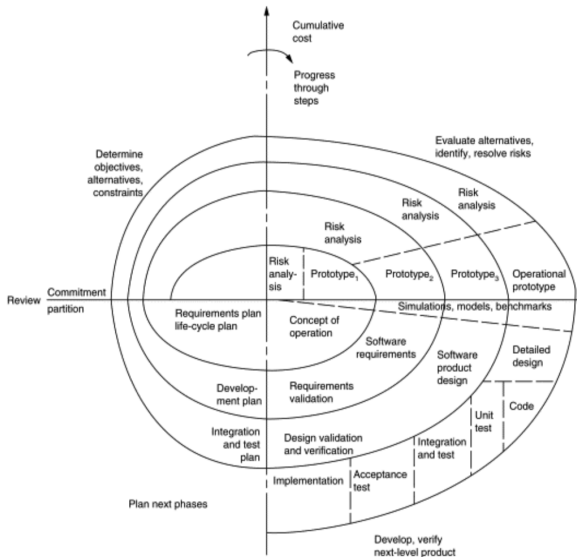 Cumulative
cost
Progress
through
steps
Evaluate alternatives,
identify, resolve risks
Determine
objectives,
alternatives,
constraints
Risk
analysis
Risk
analysis
Risk
analysis
Risk
analy-
sis
Prototype1
Prototype2
Prototype3
Operational
prototype
Review
Commitment
partition
Simulations, models, benchmarks
Requirements plan
life-cycle plan
Concept of
operation
Software
requirements
Software
product
design
Detailed
design
Develop-
ment plan
Requirements
validation
Unit
test
Code
Integration
and test
plan
Design validation
and verification
Integration
and test
Implementation
Acceptance
test
Plan next phases
Develop, verify
next-level product